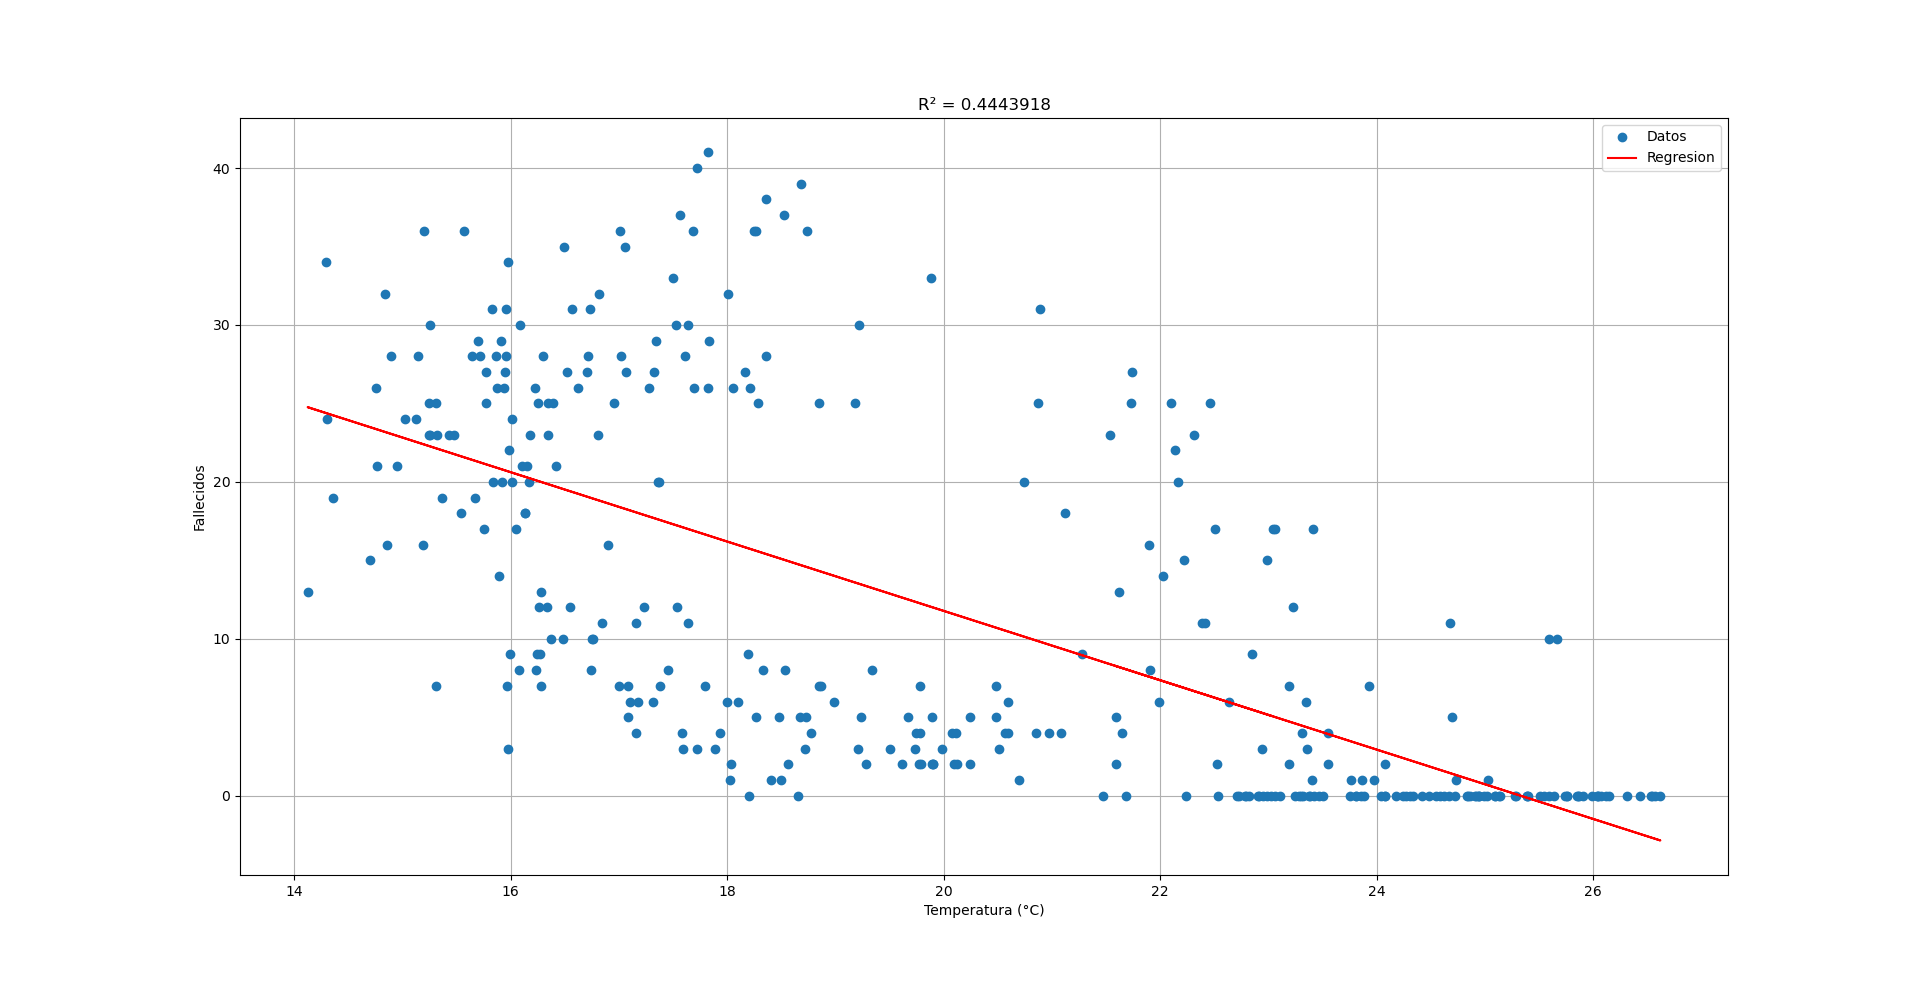 R² = 0.4443918
Datos
Regresion
40
30
20
10
0
Fallecidos
14
16
18
20
22
24
26
Temperatura (°C)